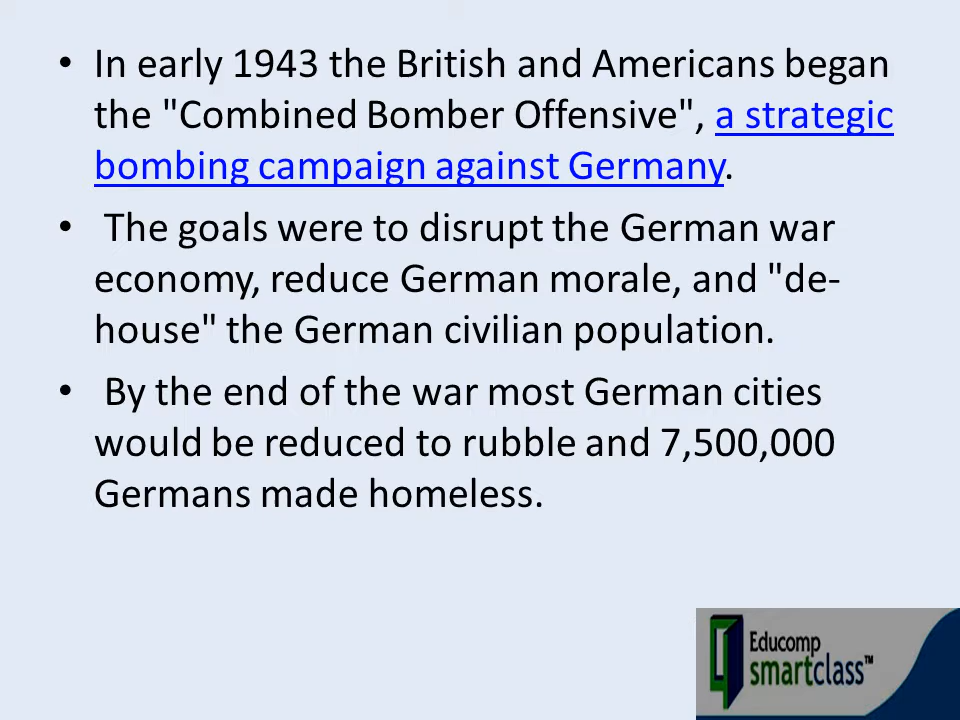 • In early 1943 the British and Americans began
the "Combined Bomber Offensive", a strategic
bombing campaign against Germany.
• The goals were to disrupt the German war
economy, reduce German morale, and "de-
house" the German civilian population.
• By the end of the war most German cities
would be reduced to rubble and 7,500,000
Germans made homeless.
Educomp
smartclass™